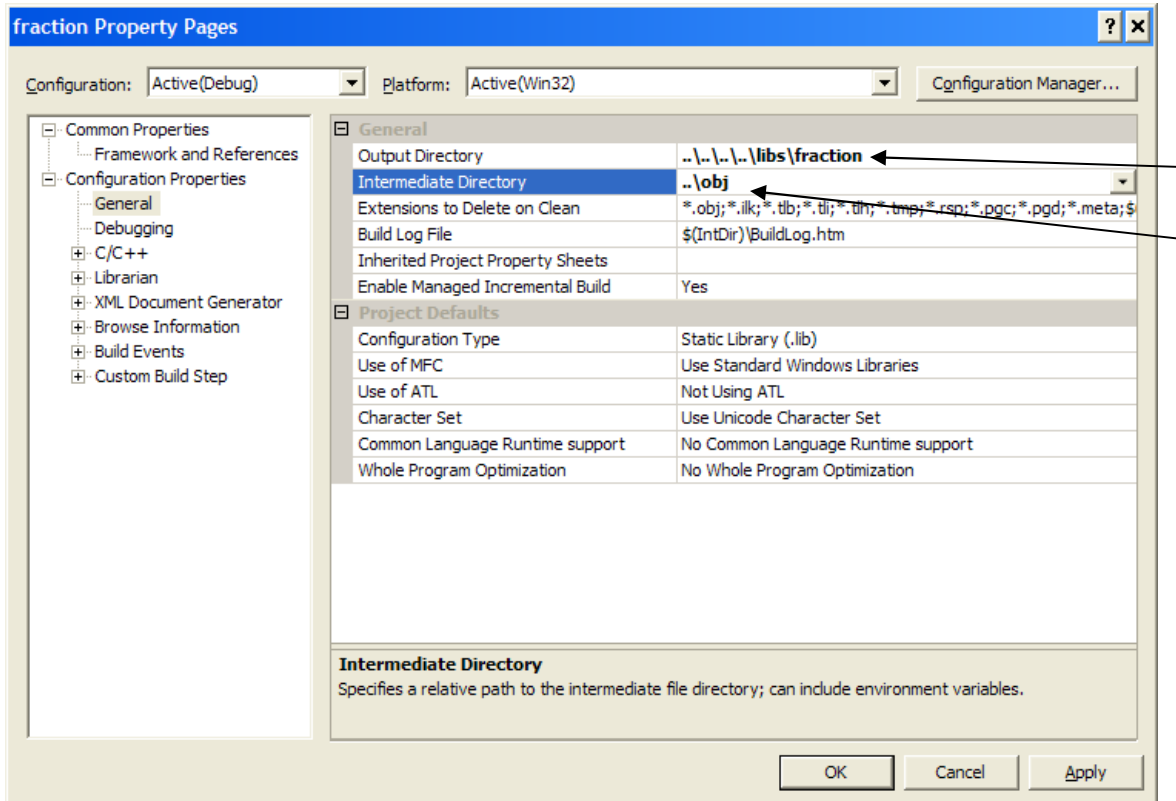 fraction Property Pages
Configuration: Active(Debug) Platform: Active(Win32) Configuration Manager...
Common Properties
Framework and References
Configuration Properties
General
Debugging
C/C++
Librarian
XML Document Generator
Browse Information
Build Events
Custom Build Step
General
Output Directory ..\..\..\..\libs\fraction
Intermediate Directory ..\obj
Extensions to Delete on Clean *.obj;*.ilk;*.tlb;*.tli;*.tlh;*.tmp;*.rsp;*.pgc;*.pgd;*.meta;$(
Build Log File $(IntDir)\BuildLog.htm
Inherited Project Property Sheets
Enable Managed Incremental Build Yes
Project Defaults
Configuration Type Static Library (.lib)
Use of MFC Use Standard Windows Libraries
Use of ATL Not Using ATL
Character Set Use Unicode Character Set
Common Language Runtime support No Common Language Runtime support
Whole Program Optimization No Whole Program Optimization
Intermediate Directory
Specifies a relative path to the intermediate file directory; can include environment variables.
OK Cancel Apply